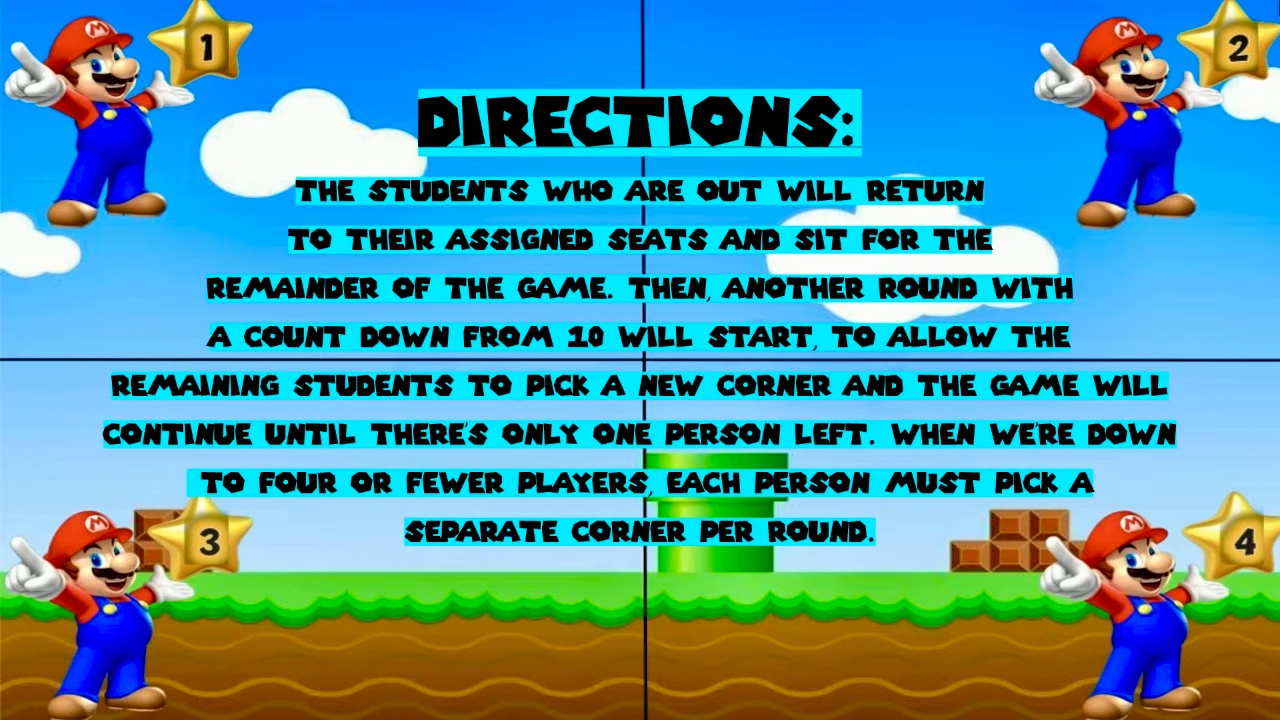 1
2
DIRECTIONS:
THE STUDENTS WHO ARE OUT WILL RETURN
TO THEIR ASSIGNED SEATS AND SIT FOR THE
REMAINDER OF THE GAME. THEN, ANOTHER ROUND WITH
A COUNT DOWN FROM 10 WILL START, TO ALLOW THE
REMAINING STUDENTS TO PICK A NEW CORNER AND THE GAME WILL
CONTINUE UNTIL THERE'S ONLY ONE PERSON LEFT. WHEN WE'RE DOWN
TO FOUR OR FEWER PLAYERS, EACH PERSON MUST PICK A
SEPARATE CORNER PER ROUND.
3
4
M
M
M
M